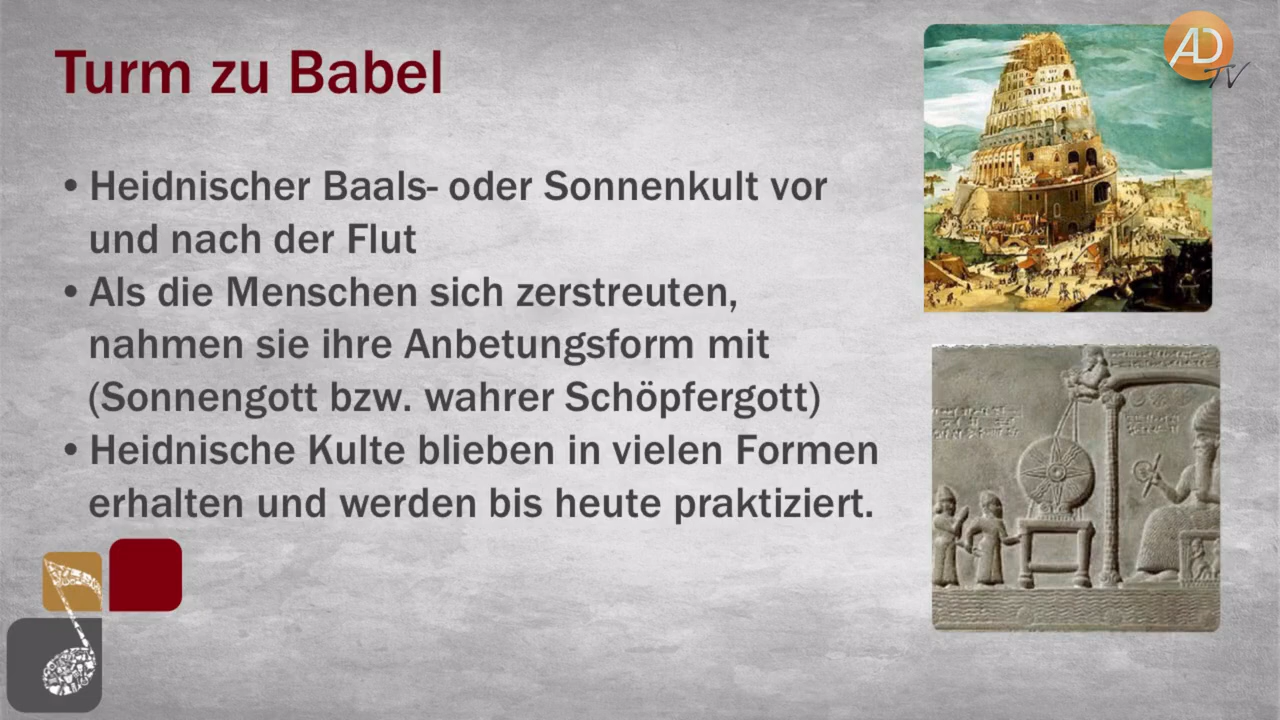 Turm zu Babel
• Heidnischer Baals- oder Sonnenkult vor
und nach der Flut
• Als die Menschen sich zerstreuten,
nahmen sie ihre Anbetungsform mit
(Sonnengott bzw. wahrer Schöpfergott)
• Heidnische Kulte blieben in vielen Formen
erhalten und werden bis heute praktiziert.
AD
TV